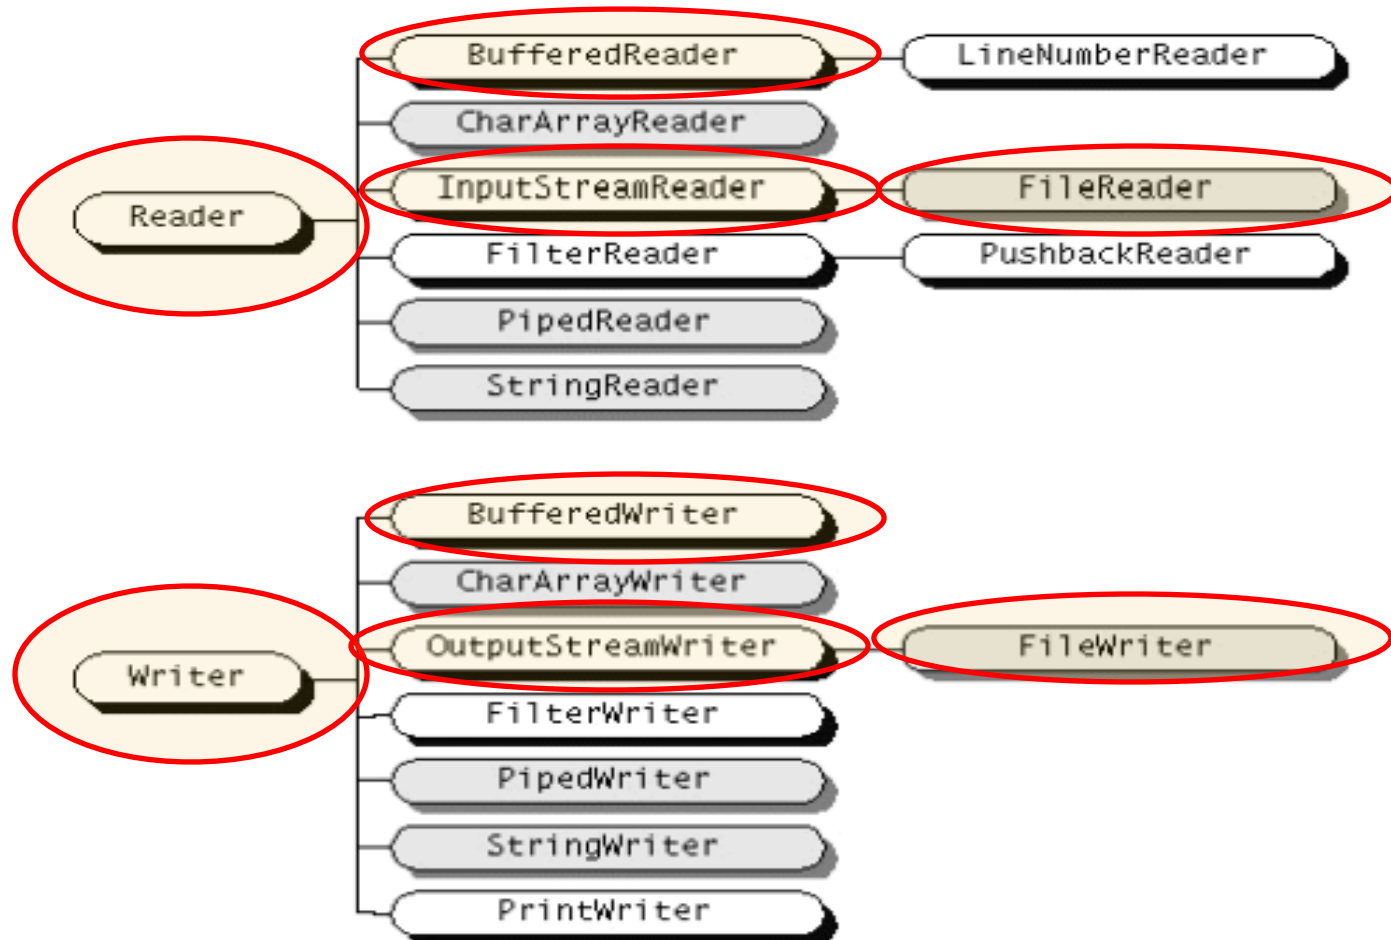 BufferedReader
LineNumberReader
CharArrayReader
InputStreamReader
FileReader
Reader
FilterReader
PushbackReader
PipedReader
StringReader
BufferedWriter
CharArrayWriter
OutputStreamWriter
FileWriter
Writer
FilterWriter
PipedWriter
StringWriter
PrintWriter